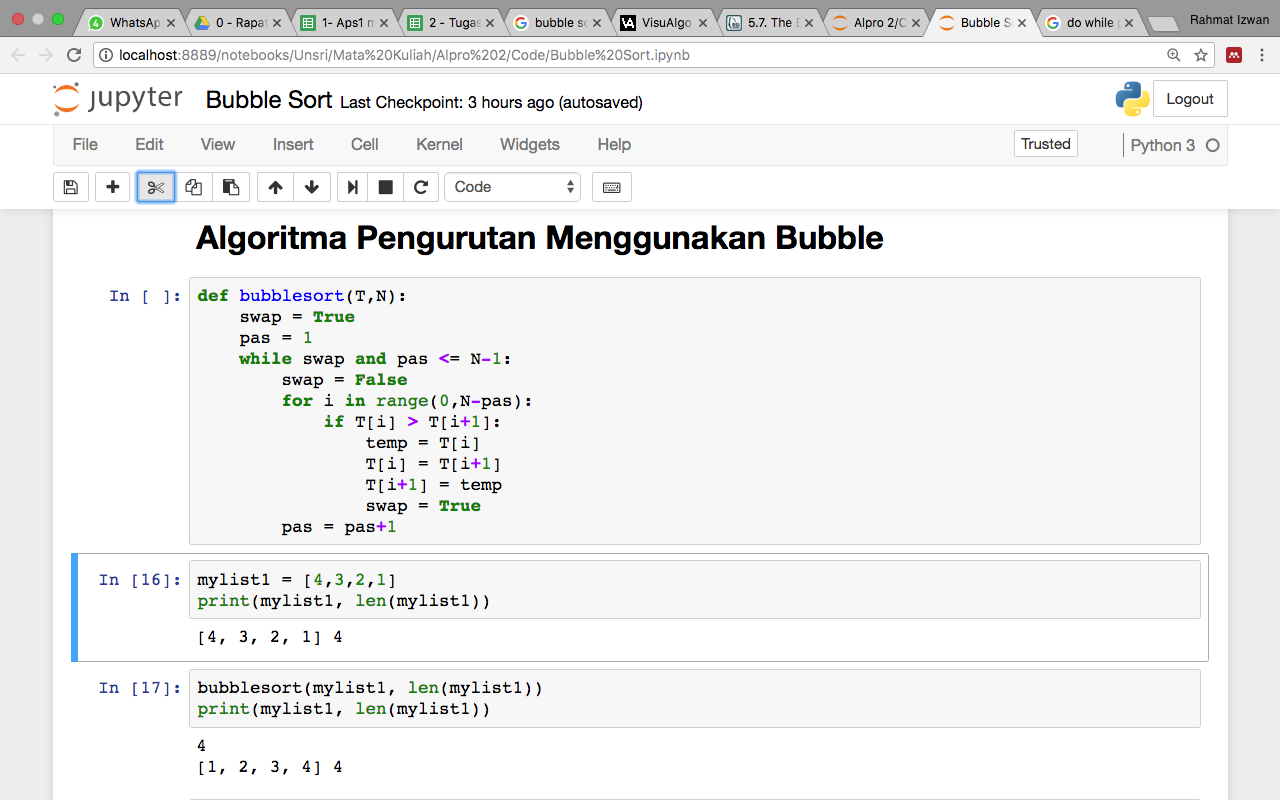 WhatsAp
0 - Rapat
1- Aps1 n
2 - Tugas
bubble so
VisuAlgo
5.7. The B
Alpro 2/C
Bubble So
do while p
Rahmat Izwan
localhost:8889/notebooks/Unsri/Mata%20Kuliah/Alpro%202/Code/Bubble%20Sort.ipynb
jupyter Bubble Sort Last Checkpoint: 3 hours ago (autosaved)
Logout
File Edit View Insert Cell Kernel Widgets Help
Trusted
Python 3
Code
Algoritma Pengurutan Menggunakan Bubble
In [ ]: def bubblesort(T,N):
    swap = True
    pas = 1
    while swap and pas <= N-1:
        swap = False
        for i in range(0,N-pas):
            if T[i] > T[i+1]:
                temp = T[i]
                T[i] = T[i+1]
                T[i+1] = temp
                swap = True
        pas = pas+1
In [16]: mylist1 = [4,3,2,1]
print(mylist1, len(mylist1))
[4, 3, 2, 1] 4
In [17]: bubblesort(mylist1, len(mylist1))
print(mylist1, len(mylist1))
4
[1, 2, 3, 4] 4